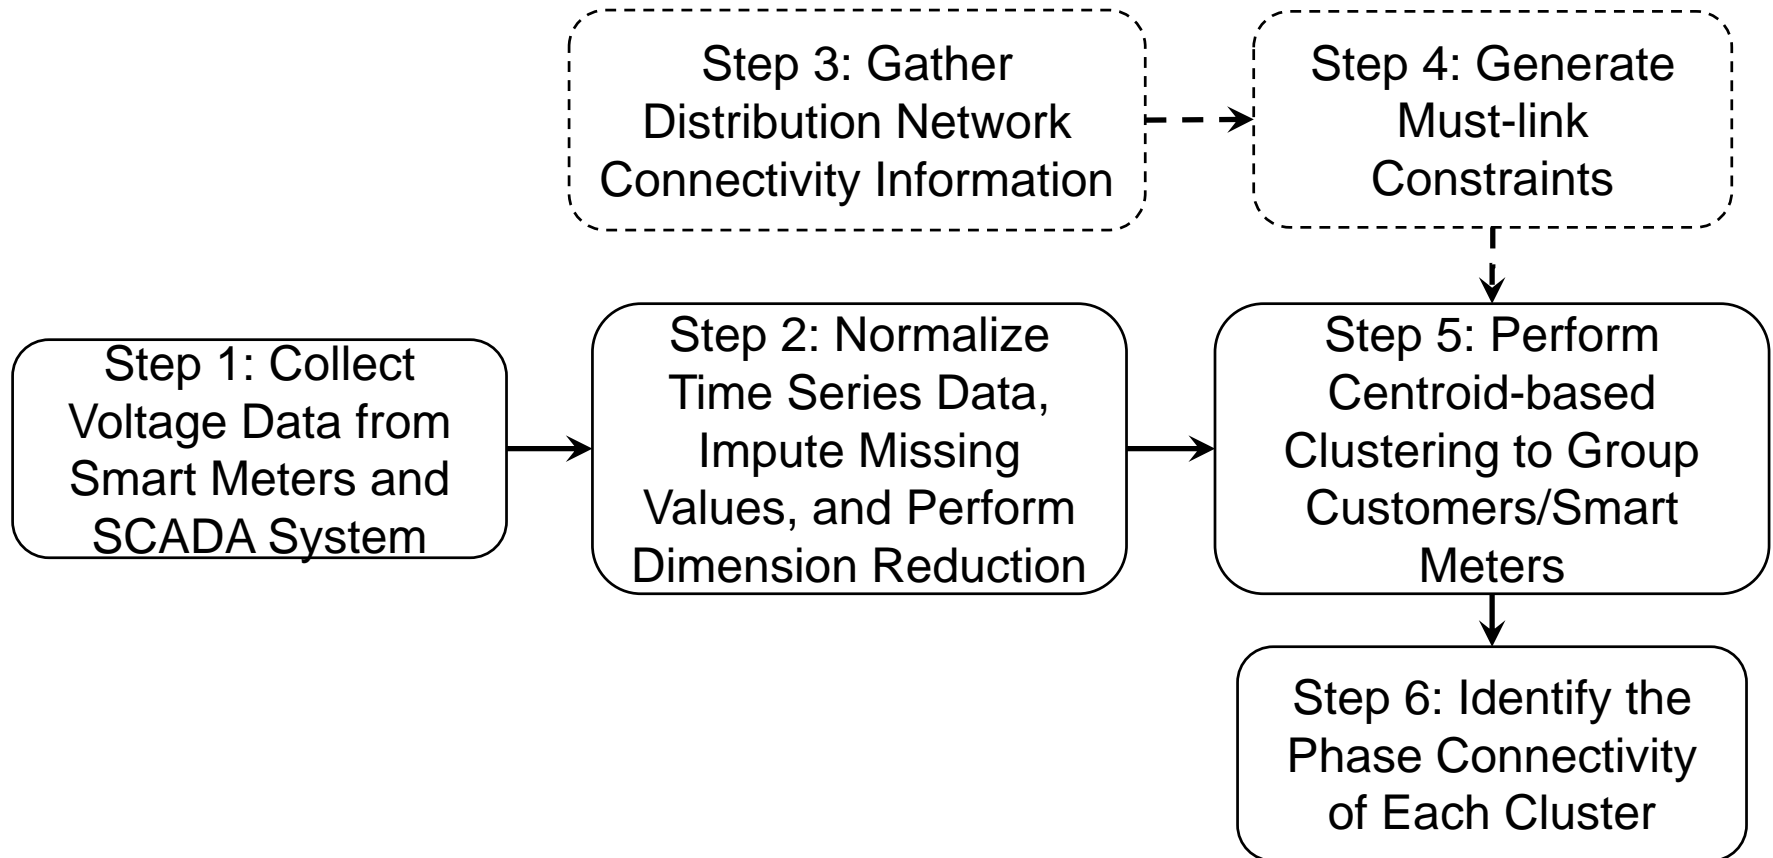 Step 3: Gather
Distribution Network
Connectivity Information
Step 4: Generate
Must-link
Constraints
Step 1: Collect
Voltage Data from
Smart Meters and
SCADA System
Step 2: Normalize
Time Series Data,
Impute Missing
Values, and Perform
Dimension Reduction
Step 5: Perform
Centroid-based
Clustering to Group
Customers/Smart
Meters
Step 6: Identify the
Phase Connectivity
of Each Cluster